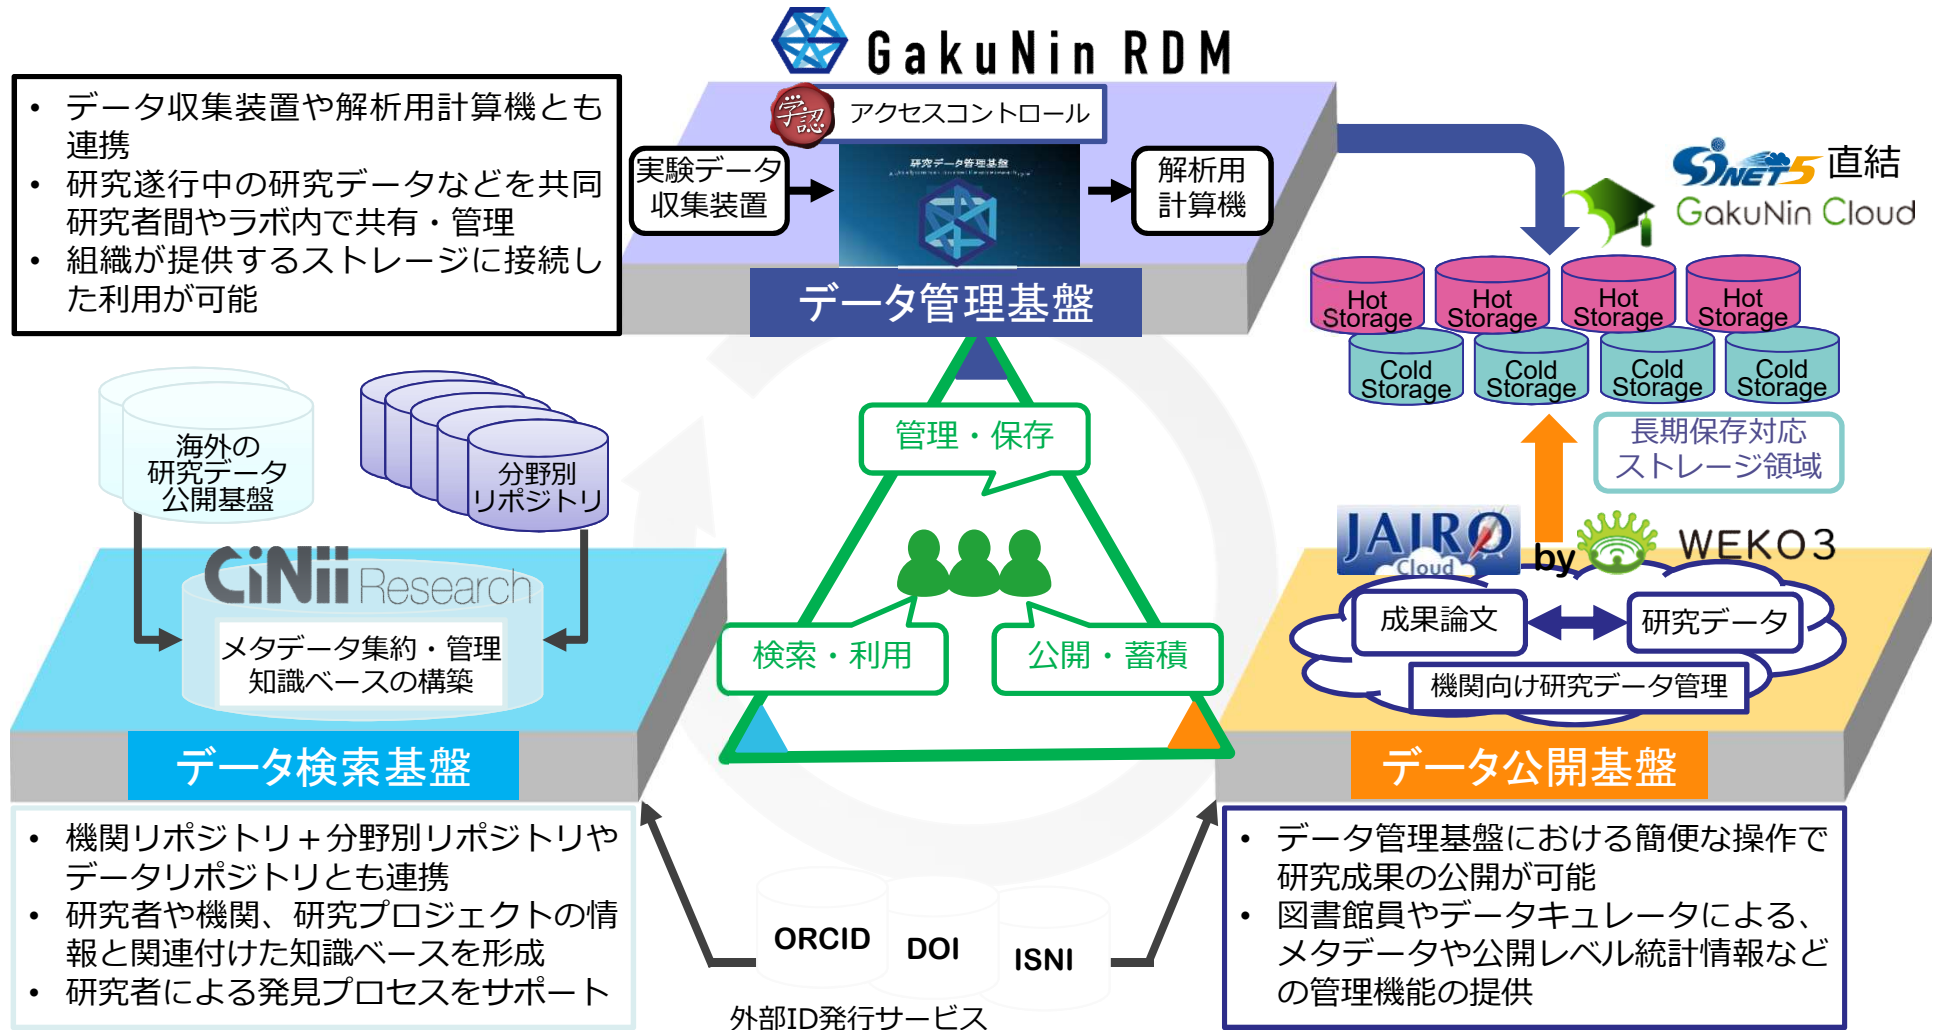 GakuNin RDM
学認
アクセスコントロール
• データ収集装置や解析用計算機とも
連携
• 研究遂行中の研究データなどを共同
研究者間やラボ内で共有・管理
• 組織が提供するストレージに接続し
た利用が可能
実験データ
収集装置
研究データ管理基盤
解析用
計算機
データ管理基盤
SINET5 直結
GakuNin Cloud
Hot
Storage
Hot
Storage
Hot
Storage
Hot
Storage
Cold
Storage
Cold
Storage
Cold
Storage
Cold
Storage
長期保存対応
ストレージ領域
海外の
研究データ
公開基盤
分野別
リポジトリ
管理・保存
検索・利用
公開・蓄積
CiNii Research
メタデータ集約・管理
知識ベースの構築
データ検索基盤
JAIRO
Cloud
by
WEKO3
成果論文
研究データ
機関向け研究データ管理
データ公開基盤
• 機関リポジトリ+分野別リポジトリや
データリポジトリとも連携
• 研究者や機関、研究プロジェクトの情
報と関連付けた知識ベースを形成
• 研究者による発見プロセスをサポート
ORCID
DOI
ISNI
外部ID発行サービス
• データ管理基盤における簡便な操作で
研究成果の公開が可能
• 図書館員やデータキュレータによる、
メタデータや公開レベル統計情報など
の管理機能の提供